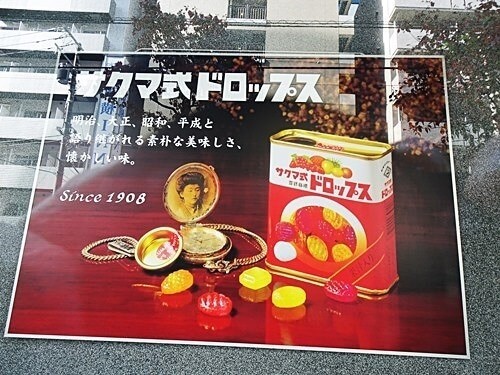 サクマ式ドロップス
明治、大正、昭和、平成と
語り継がれる素朴な美味しさ、
懐かしい味。
Since 1908
サクマ式
ドロップス